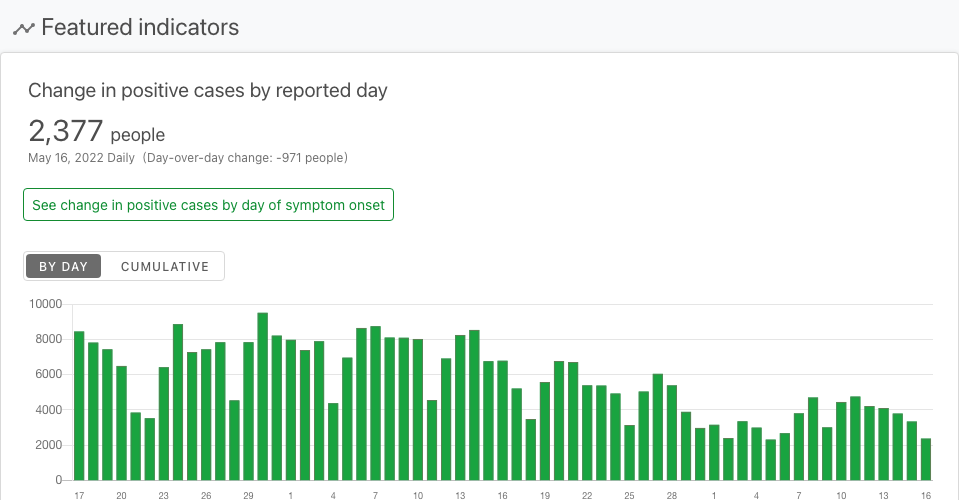 Featured indicators
Change in positive cases by reported day
2,377 people
May 16, 2022 Daily (Day-over-day change: -971 people)
See change in positive cases by day of symptom onset
BY DAY CUMULATIVE
10000
8000
6000
4000
2000
0
17 20 23 26 29 1 4 7 10 13 16 19 22 25 28 1 4 7 10 13 16